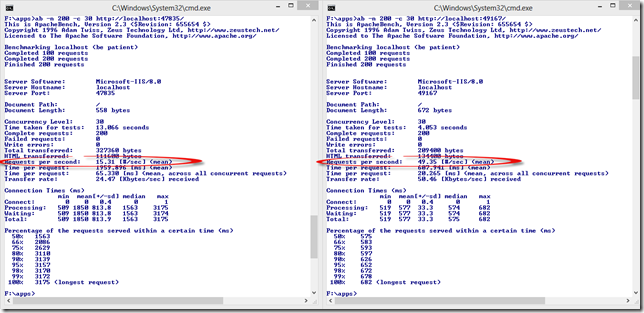 C:\Windows\System32\cmd.exe
F:\apps>ab -n 200 -c 30 http://localhost:47835/
This is ApacheBench, Version 2.3 <$Revision: 655654 $>
Copyright 1996 Adam Twiss, Zeus Technology Ltd, http://www.zeustech.net/
Licensed to The Apache Software Foundation, http://www.apache.org/
Benchmarking localhost (be patient)
Completed 100 requests
Completed 200 requests
Finished 200 requests
Server Software: Microsoft-IIS/8.0
Server Hostname: localhost
Server Port: 47835
Document Path: /
Document Length: 558 bytes
Concurrency Level: 30
Time taken for tests: 13.066 seconds
Complete requests: 200
Failed requests: 0
Write errors: 0
Total transferred: 327360 bytes
HTML transferred: 111600 bytes
Requests per second: 15.31 [#/sec] (mean)
Time per request: 1959.896 [ms] (mean)
Time per request: 65.330 [ms] (mean, across all concurrent requests)
Transfer rate: 24.47 [Kbytes/sec] received
Connection Times (ms)
min mean[+/-sd] median max
Connect: 0 0 0.4 0 1
Processing: 509 1850 813.8 1563 3174
Waiting: 509 1850 813.8 1563 3174
Total: 509 1850 813.9 1563 3175
Percentage of the requests served within a certain time (ms)
50% 1563
66% 2086
75% 2629
80% 3110
90% 3139
95% 3157
98% 3170
99% 3172
100% 3175 (longest request)
F:\apps>
C:\Windows\System32\cmd.exe
F:\apps>ab -n 200 -c 30 http://localhost:49167/
This is ApacheBench, Version 2.3 <$Revision: 655654 $>
Copyright 1996 Adam Twiss, Zeus Technology Ltd, http://www.zeustech.net/
Licensed to The Apache Software Foundation, http://www.apache.org/
Benchmarking localhost (be patient)
Completed 100 requests
Completed 200 requests
Finished 200 requests
Server Software: Microsoft-IIS/8.0
Server Hostname: localhost
Server Port: 49167
Document Path: /
Document Length: 672 bytes
Concurrency Level: 30
Time taken for tests: 4.053 seconds
Complete requests: 200
Failed requests: 0
Write errors: 0
Total transferred: 209400 bytes
HTML transferred: 134400 bytes
Requests per second: 49.35 [#/sec] (mean)
Time per request: 607.941 [ms] (mean)
Time per request: 20.265 [ms] (mean, across all concurrent requests)
Transfer rate: 50.46 [Kbytes/sec] received
Connection Times (ms)
min mean[+/-sd] median max
Connect: 0 0 0.4 0 1
Processing: 519 577 33.3 574 682
Waiting: 519 577 33.3 574 682
Total: 519 577 33.3 575 682
Percentage of the requests served within a certain time (ms)
50% 575
66% 583
75% 593
80% 597
90% 626
95% 652
98% 672
99% 678
100% 682 (longest request)
F:\apps>